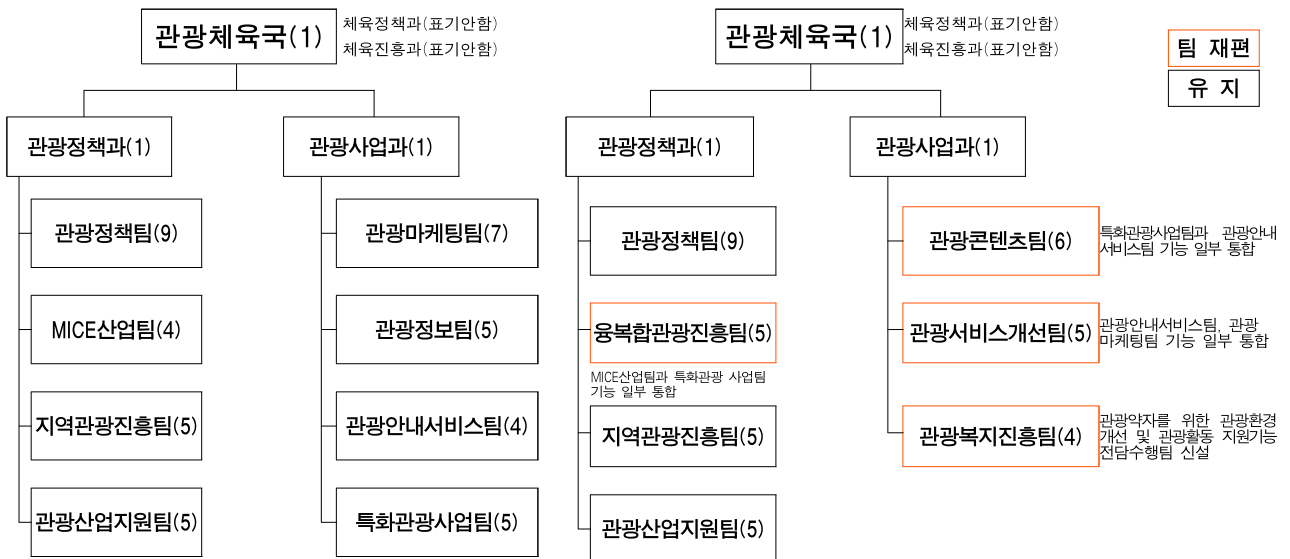 관광체육국(1)
체육정책과(표기안함)
체육진흥과(표기안함)
관광정책과(1)
관광사업과(1)
관광정책팀(9)
관광마케팅팀(7)
MICE산업팀(4)
관광정보팀(5)
지역관광진흥팀(5)
관광안내서비스팀(4)
관광산업지원팀(5)
특화관광사업팀(5)
관광체육국(1)
체육정책과(표기안함)
체육진흥과(표기안함)
팀 재편
유 지
관광정책과(1)
관광사업과(1)
관광정책팀(9)
융복합관광진흥팀(5)
MICE산업팀과 특화관광 사업팀
기능 일부 통합
지역관광진흥팀(5)
관광산업지원팀(5)
관광콘텐츠팀(6)
특화관광사업팀과 관광안내
서비스팀 기능 일부 통합
관광서비스개선팀(5)
관광안내서비스팀, 관광
마케팅팀 기능 일부 통합
관광복지진흥팀(4)
관광약자를 위한 관광환경
개선 및 관광활동 지원기능
전담수행팀 신설